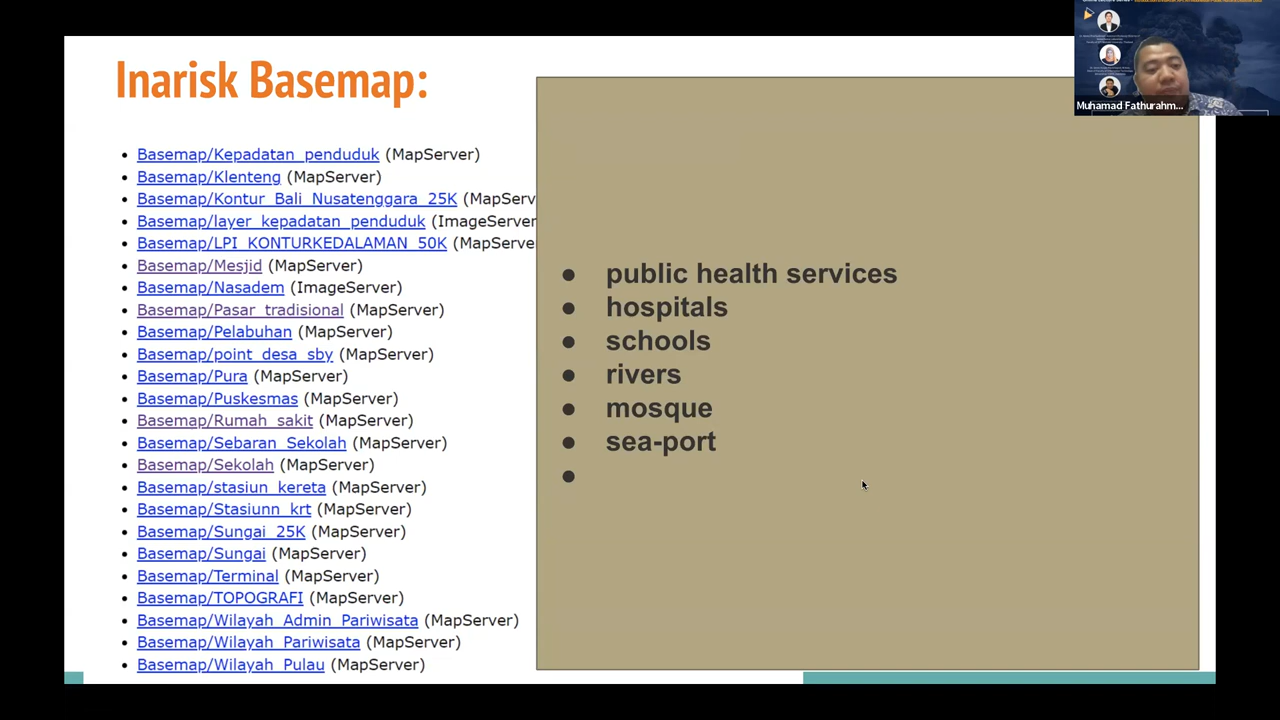 Inarisk Basemap:
Basemap/Kepadatan_penduduk (MapServer)
Basemap/Klenteng (MapServer)
Basemap/Kontur_Bali_Nusatenggara_25K (MapServ
Basemap/layer_kepadatan_penduduk (ImageServer
Basemap/LPI_KONTURKEDALAMAN_50K (MapServe
Basemap/Mesjid (MapServer)
Basemap/Nasadem (ImageServer)
Basemap/Pasar_tradisional (MapServer)
Basemap/Pelabuhan (MapServer)
Basemap/point_desa_sby (MapServer)
Basemap/Pura (MapServer)
Basemap/Puskesmas (MapServer)
Basemap/Rumah_sakit (MapServer)
Basemap/Sebaran_Sekolah (MapServer)
Basemap/Sekolah (MapServer)
Basemap/stasiun_kereta (MapServer)
Basemap/Stasiunn_krt (MapServer)
Basemap/Sungai_25K (MapServer)
Basemap/Sungai (MapServer)
Basemap/Terminal (MapServer)
Basemap/TOPOGRAFI (MapServer)
Basemap/Wilayah_Admin_Pariwisata (MapServer)
Basemap/Wilayah_Pariwisata (MapServer)
Basemap/Wilayah_Pulau (MapServer)
public health services
hospitals
schools
rivers
mosque
sea-port
Muhamad Fathurahm...